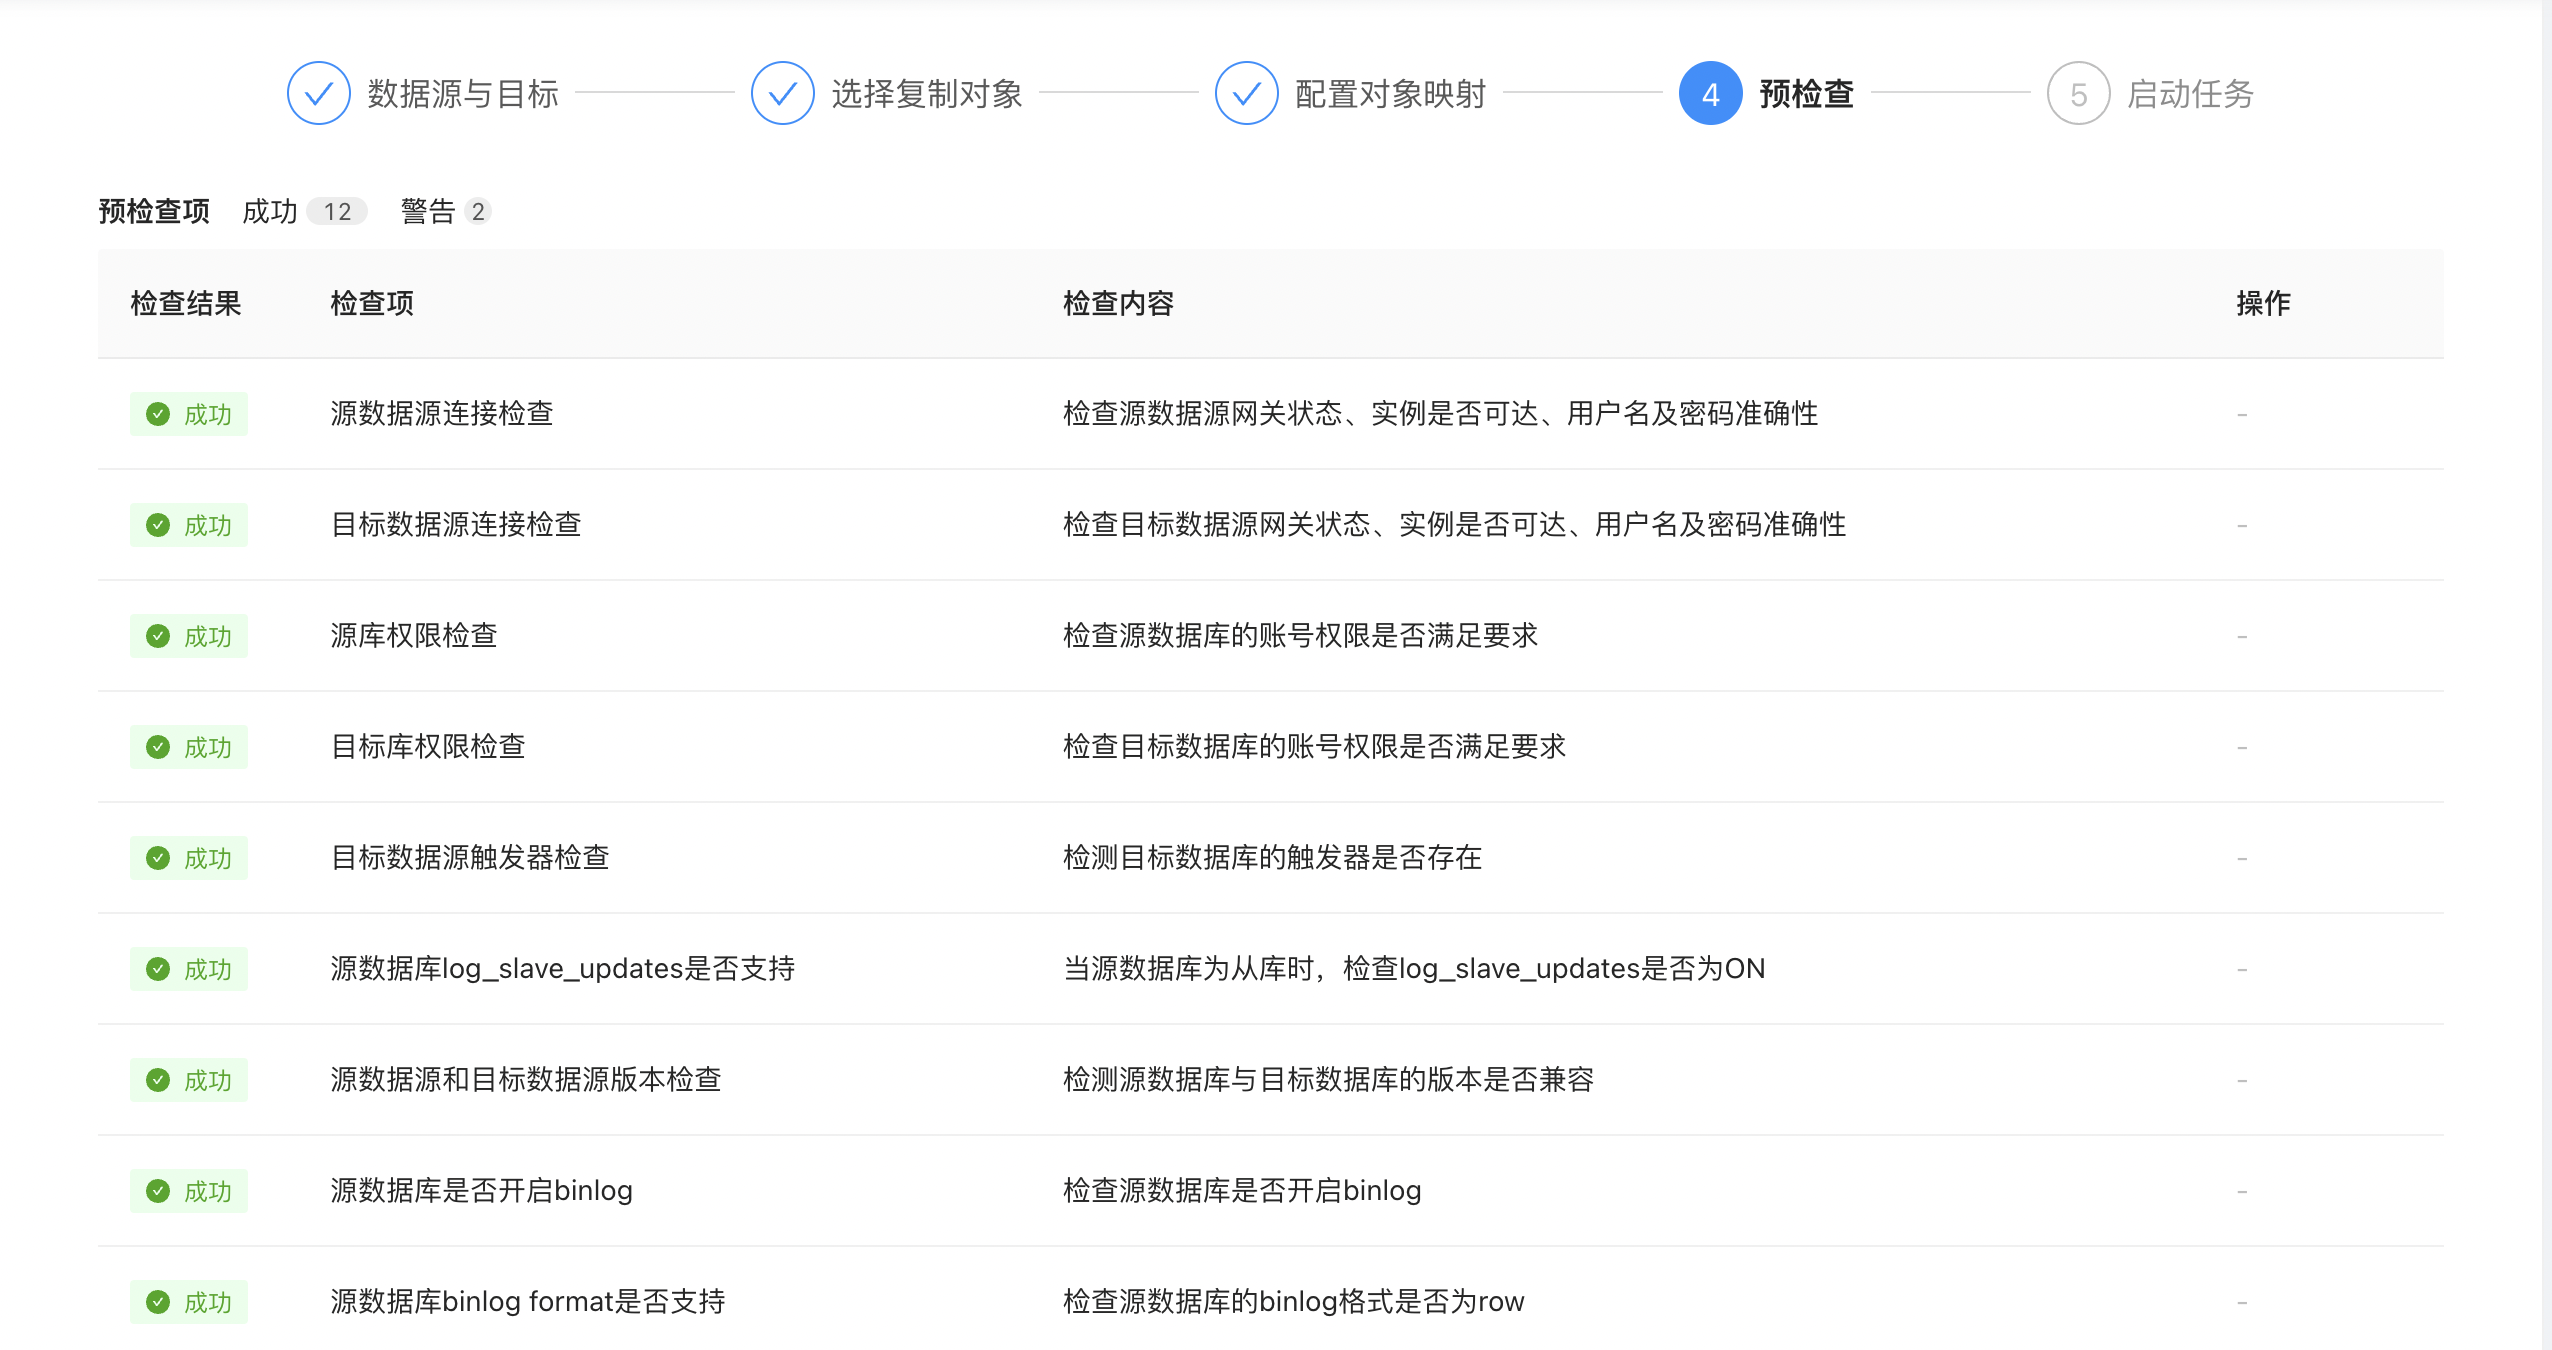 数据源与目标 选择复制对象 配置对象映射 4 预检查 5 启动任务
预检查项 成功 12 警告 2
检查结果 检查项 检查内容 操作
成功 源数据源连接检查 检查源数据源网关状态、实例是否可达、用户名及密码准确性 -
成功 目标数据源连接检查 检查目标数据源网关状态、实例是否可达、用户名及密码准确性 -
成功 源库权限检查 检查源数据库的账号权限是否满足要求 -
成功 目标库权限检查 检查目标数据库的账号权限是否满足要求 -
成功 目标数据源触发器检查 检测目标数据库的触发器是否存在 -
成功 源数据库log_slave_updates是否支持 当源数据库为从库时，检查log_slave_updates是否为ON -
成功 源数据源和目标数据源版本检查 检测源数据库与目标数据库的版本是否兼容 -
成功 源数据库是否开启binlog 检查源数据库是否开启binlog -
成功 源数据库binlog format是否支持 检查源数据库的binlog格式是否为row -